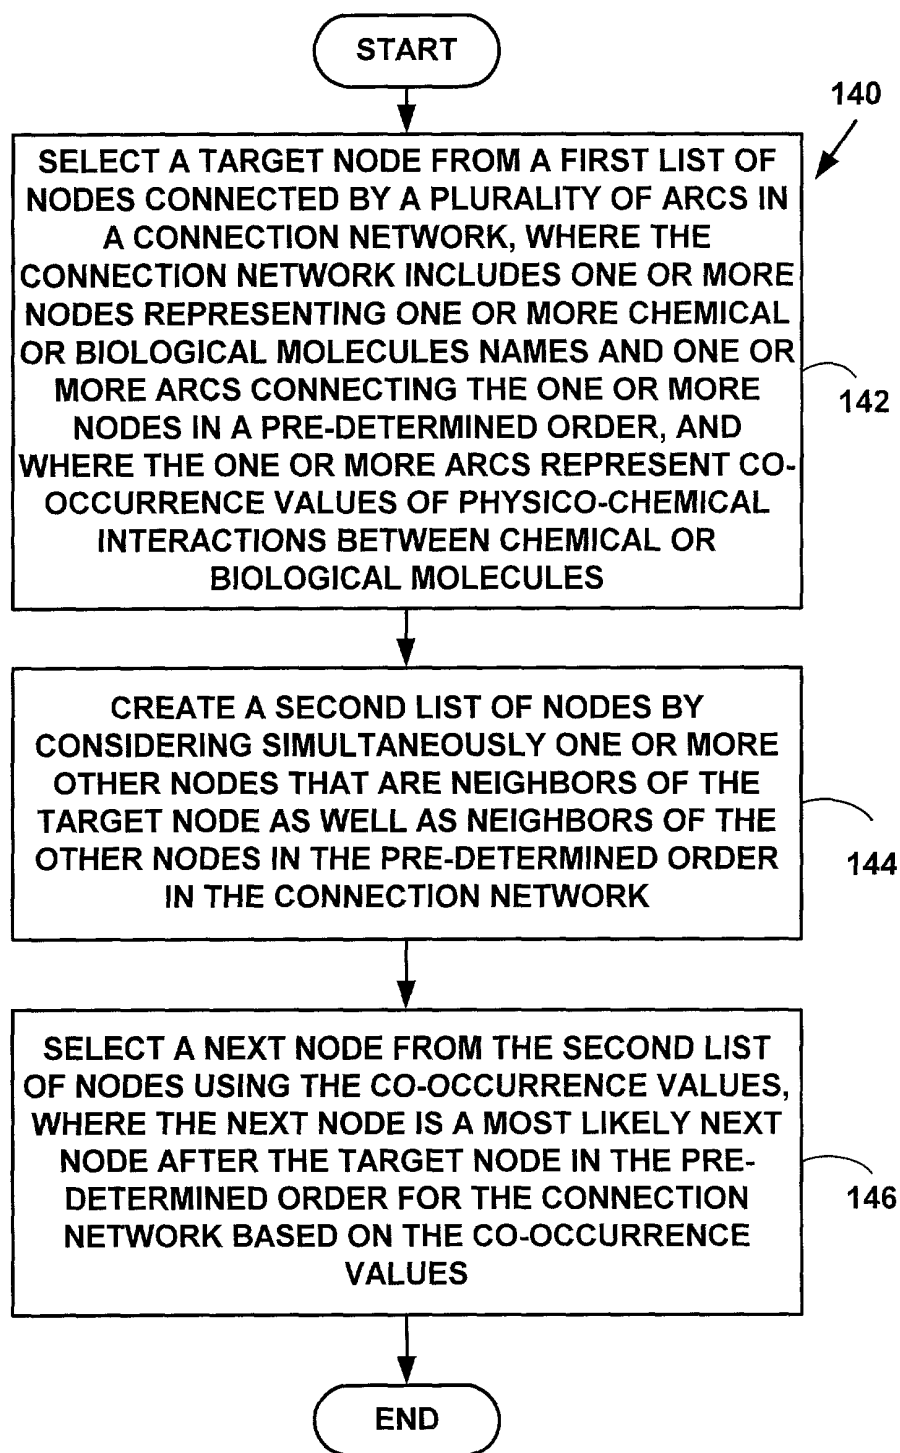 START
140
SELECT A TARGET NODE FROM A FIRST LIST OF
NODES CONNECTED BY A PLURALITY OF ARCS IN
A CONNECTION NETWORK, WHERE THE
CONNECTION NETWORK INCLUDES ONE OR MORE
NODES REPRESENTING ONE OR MORE CHEMICAL
OR BIOLOGICAL MOLECULES NAMES AND ONE OR
MORE ARCS CONNECTING THE ONE OR MORE
NODES IN A PRE-DETERMINED ORDER, AND
WHERE THE ONE OR MORE ARCS REPRESENT CO-
OCCURRENCE VALUES OF PHYSICO-CHEMICAL
INTERACTIONS BETWEEN CHEMICAL OR
BIOLOGICAL MOLECULES
142
CREATE A SECOND LIST OF NODES BY
CONSIDERING SIMULTANEOUSLY ONE OR MORE
OTHER NODES THAT ARE NEIGHBORS OF THE
TARGET NODE AS WELL AS NEIGHBORS OF THE
OTHER NODES IN THE PRE-DETERMINED ORDER
IN THE CONNECTION NETWORK
144
SELECT A NEXT NODE FROM THE SECOND LIST
OF NODES USING THE CO-OCCURRENCE VALUES,
WHERE THE NEXT NODE IS A MOST LIKELY NEXT
NODE AFTER THE TARGET NODE IN THE PRE-
DETERMINED ORDER FOR THE CONNECTION
NETWORK BASED ON THE CO-OCCURRENCE
VALUES
146
END